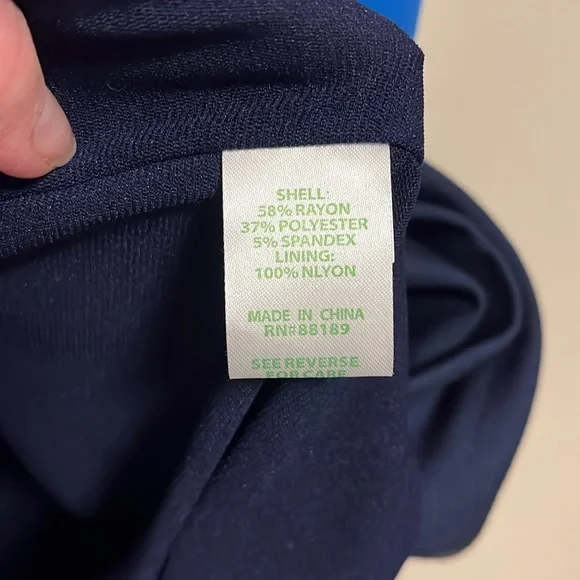 SHELL:
58% RAYON
37% POLYESTER
5% SPANDEX
LINING:
100% NLYON
MADE IN CHINA
RN#88189
SEE REVERSE
FOR CARE